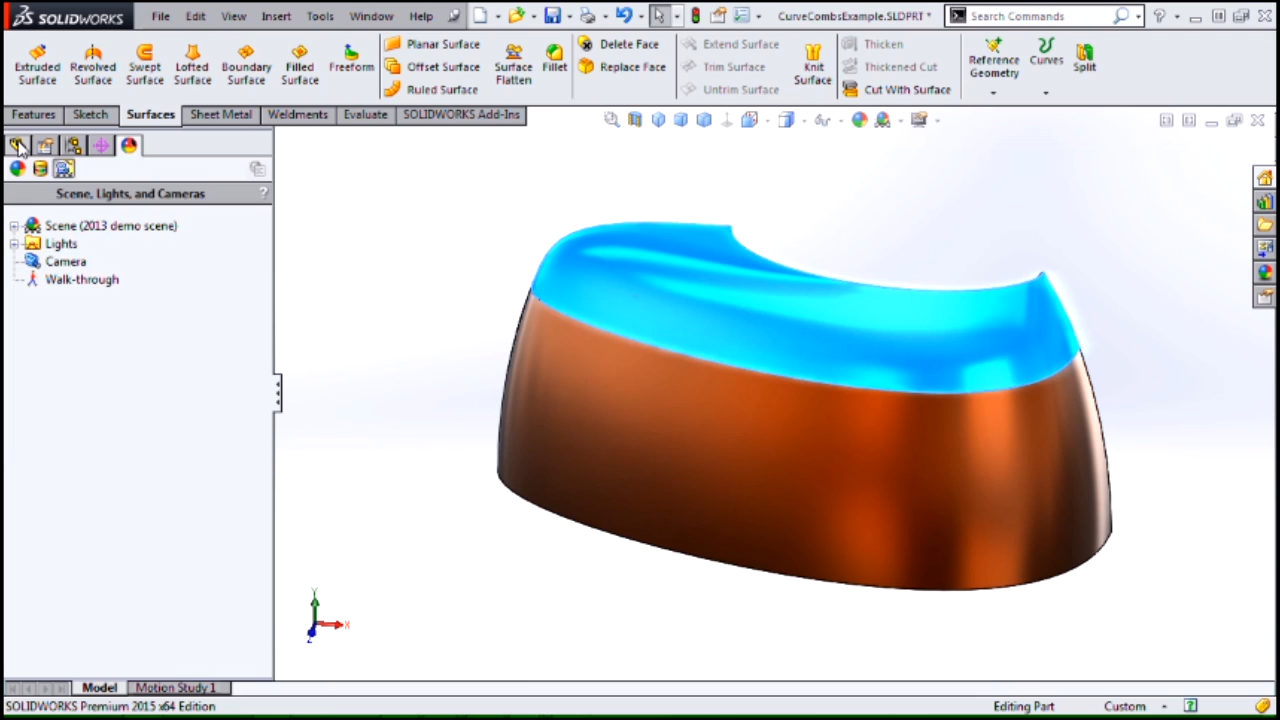 SOLIDWORKS File Edit View Insert Tools Window Help CurveCombsExample.SLDPRT * Search Commands
Extruded Surface
Revolved Surface
Swept Surface
Lofted Surface
Boundary Surface
Filled Surface
Freeform
Planar Surface
Offset Surface
Ruled Surface
Surface Flatten
Fillet
Delete Face
Replace Face
Extend Surface
Trim Surface
Untrim Surface
Knit Surface
Thicken
Thickened Cut
Cut With Surface
Reference Geometry
Curves
Split
Features Sketch Surfaces Sheet Metal Weldments Evaluate SOLIDWORKS Add-Ins
Scene, Lights, and Cameras ?
Scene (2013 demo scene)
Lights
Camera
Walk-through
Y
X
Z
Model Motion Study 1
SOLIDWORKS Premium 2015 x64 Edition Editing Part Custom ?